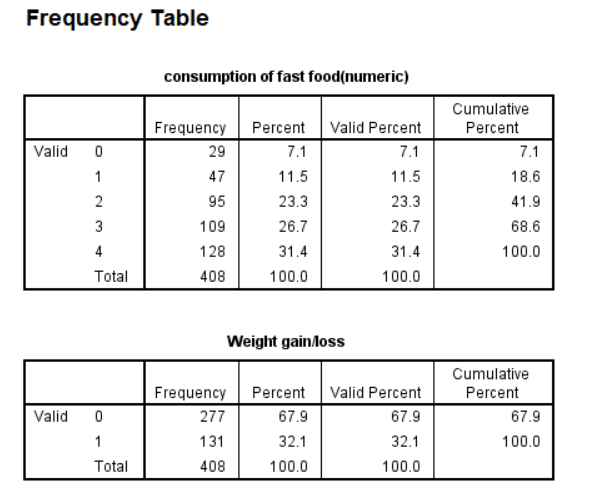 Frequency Table
consumption of fast food(numeric)
Frequency Percent Valid Percent Cumulative Percent
Valid 0 29 7.1 7.1 7.1
1 47 11.5 11.5 18.6
2 95 23.3 23.3 41.9
3 109 26.7 26.7 68.6
4 128 31.4 31.4 100.0
Total 408 100.0 100.0
Weight gain/loss
Frequency Percent Valid Percent Cumulative Percent
Valid 0 277 67.9 67.9 67.9
1 131 32.1 32.1 100.0
Total 408 100.0 100.0